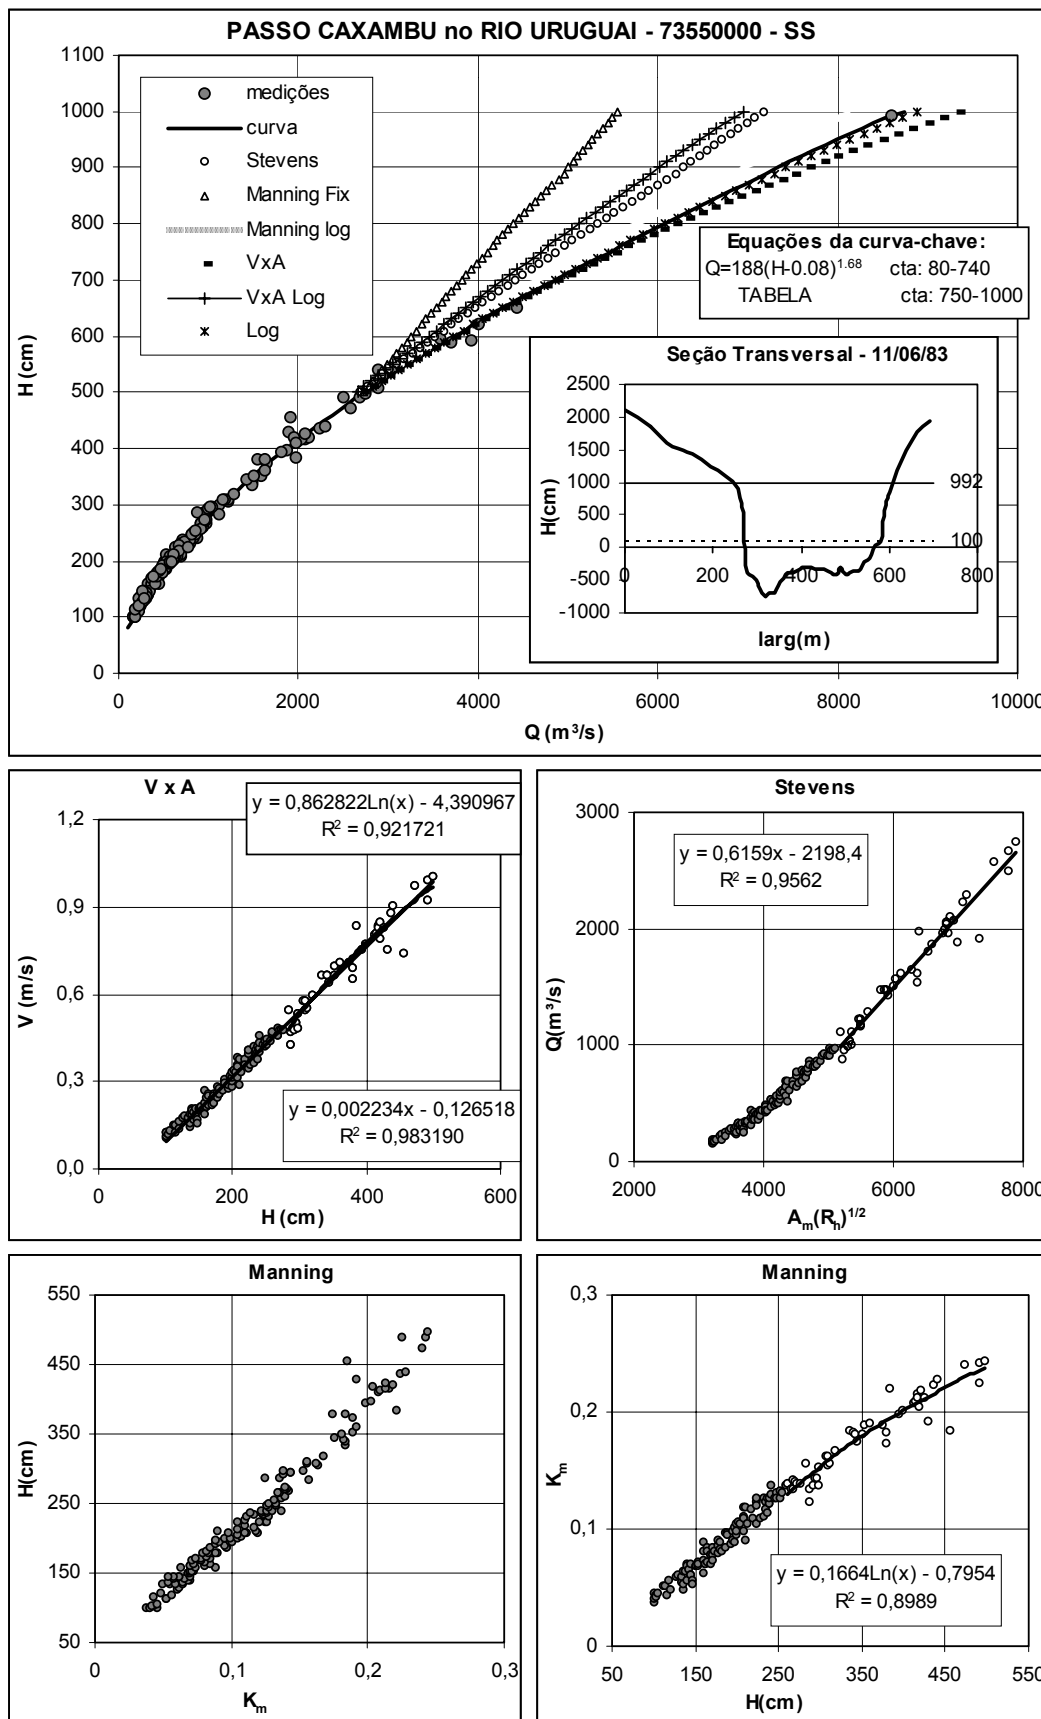 PASSO CAXAMBU no RIO URUGUAI - 73550000 - SS
1100
1000
900
800
700
600
500
400
300
200
100
0
H (cm)
medições
curva
Stevens
Manning Fix
Manning log
VxA
VxA Log
Log
Equações da curva-chave:
Q=188(H-0.08)^1.68 cta: 80-740
TABELA cta: 750-1000
Seção Transversal - 11/06/83
2500
2000
1500
1000
500
0
-500
-1000
H(cm)
992
100
0 200 400 600 800
larg(m)
0 2000 4000 6000 8000 10000
Q (m³/s)
V x A
y = 0,862822Ln(x) - 4,390967
R² = 0,921721
1,2
0,9
0,6
0,3
0,0
V (m/s)
y = 0,002234x - 0,126518
R² = 0,983190
0 200 400 600
H (cm)
Stevens
3000
2000
1000
0
Q(m³/s)
y = 0,6159x - 2198,4
R² = 0,9562
2000 4000 6000 8000
Aₘ(Rₕ)^1/2
Manning
550
450
350
250
150
50
H(cm)
0 0,1 0,2 0,3
Kₘ
Manning
0,3
0,2
0,1
0
Kₘ
y = 0,1664Ln(x) - 0,7954
R² = 0,8989
50 150 250 350 450 550
H(cm)